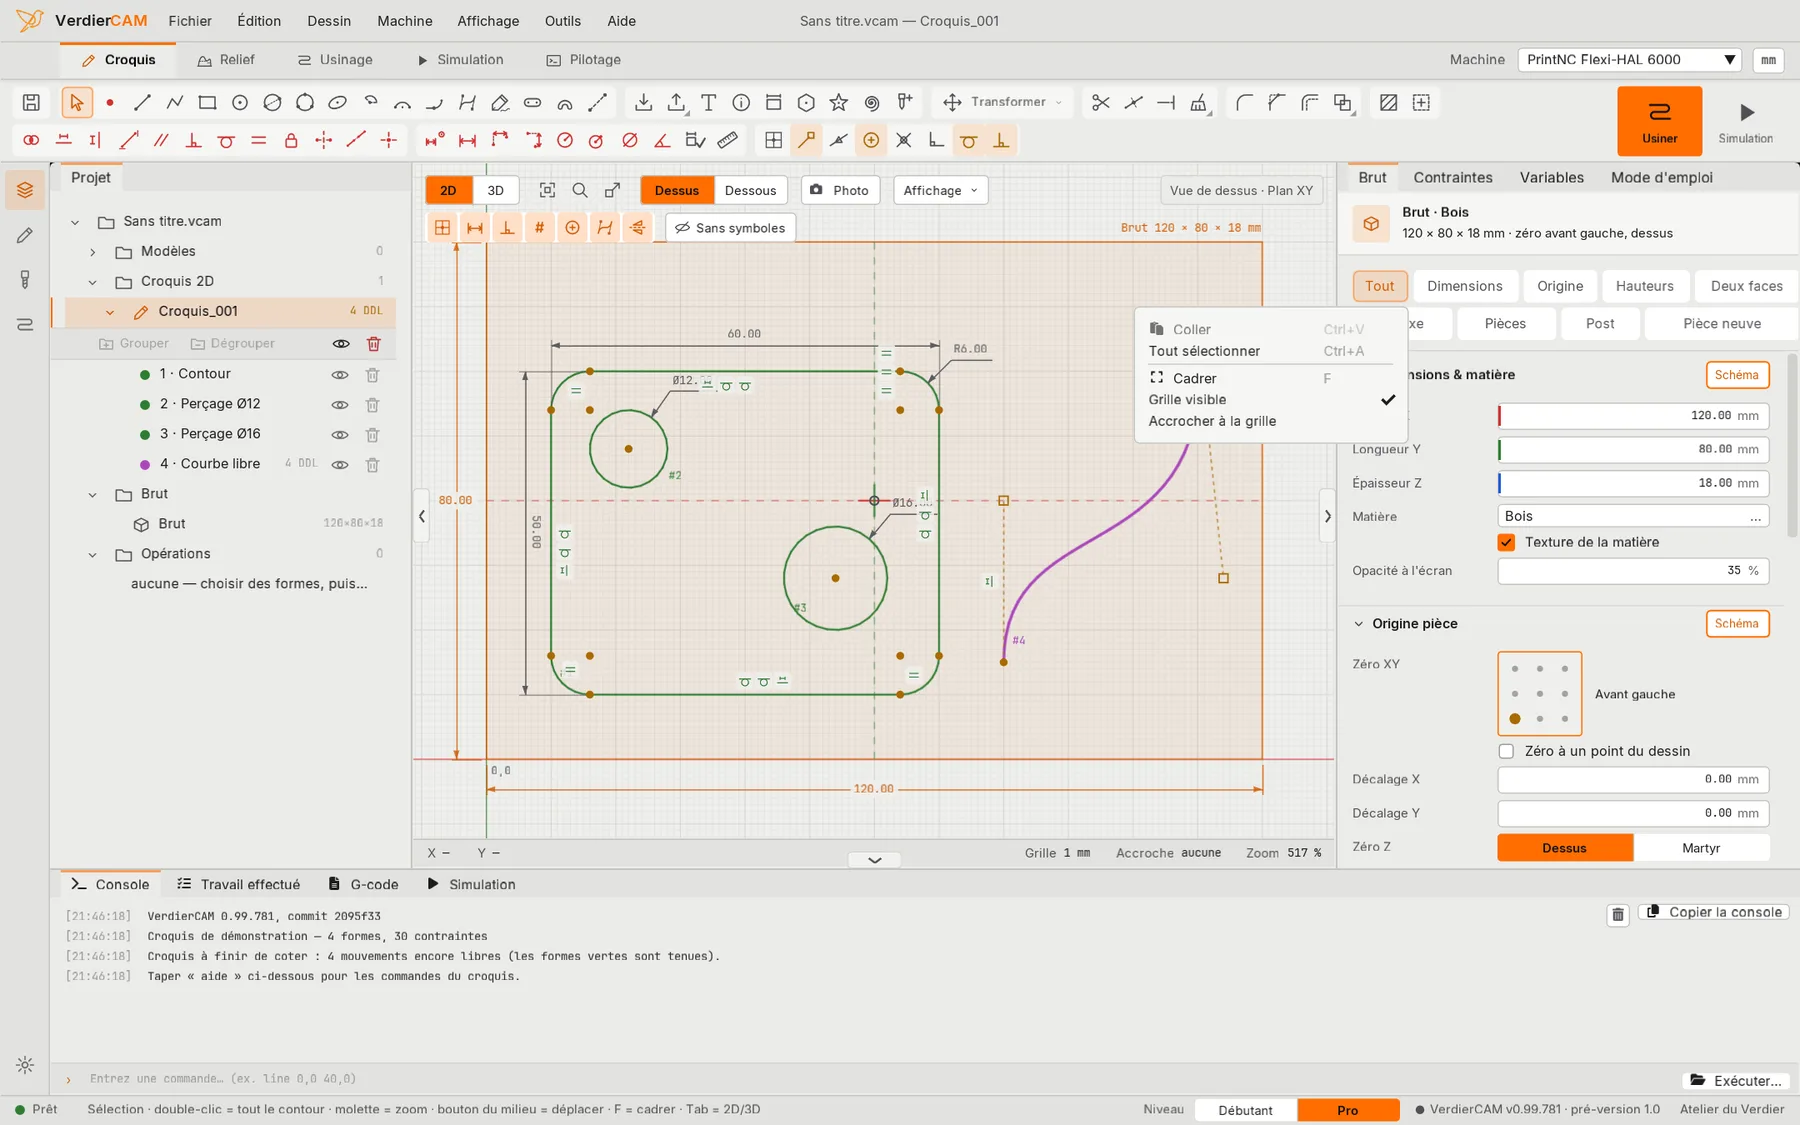 VerdierCAM Fichier Édition Dessin Machine Affichage Outils Aide Sans titre.vcam — Croquis_001
Croquis Relief Usinage Simulation Pilotage Machine PrintNC Flexi-HAL 6000 mm
Transformer
Usiner Simulation
Projet
Sans titre.vcam
Modèles 0
Croquis 2D 1
Croquis_001 4 DDL
Grouper Dégrouper
1 · Contour
2 · Perçage Ø12
3 · Perçage Ø16
4 · Courbe libre 4 DDL
Brut
Brut 120×80×18
Opérations 0
aucune — choisir des formes, puis...
2D 3D Dessus Dessous Photo Affichage Vue de dessus · Plan XY
Sans symboles Brut 120 × 80 × 18 mm
60.00
R6.00
Ø12.
#2
80.00
Ø16.
50.00
#3
#4
0,0
120.00
Coller Ctrl+V
Tout sélectionner Ctrl+A
Cadrer F
Grille visible
Accrocher à la grille
X — Y — Grille 1 mm Accroche aucune Zoom 517 %
Brut Contraintes Variables Mode d'emploi
Brut · Bois
120 × 80 × 18 mm · zéro avant gauche, dessus
Tout Dimensions Origine Hauteurs Deux faces
xe Pièces Post Pièce neuve
nsions & matière Schéma
120.00 mm
Longueur Y 80.00 mm
Épaisseur Z 18.00 mm
Matière Bois ...
Texture de la matière
Opacité à l'écran 35 %
Origine pièce Schéma
Zéro XY
Avant gauche
Zéro à un point du dessin
Décalage X 0.00 mm
Décalage Y 0.00 mm
Zéro Z Dessus Martyr
Console Travail effectué G-code Simulation
Copier la console
[21:46:18] VerdierCAM 0.99.781, commit 2095f33
[21:46:18] Croquis de démonstration — 4 formes, 30 contraintes
[21:46:18] Croquis à finir de coter : 4 mouvements encore libres (les formes vertes sont tenues).
[21:46:18] Taper « aide » ci-dessous pour les commandes du croquis.
› Entrez une commande… (ex. line 0,0 40,0)
Exécuter...
Prêt Sélection · double-clic = tout le contour · molette = zoom · bouton du milieu = déplacer · F = cadrer · Tab = 2D/3D Niveau Débutant Pro VerdierCAM v0.99.781 · pré-version 1.0 Atelier du Verdier